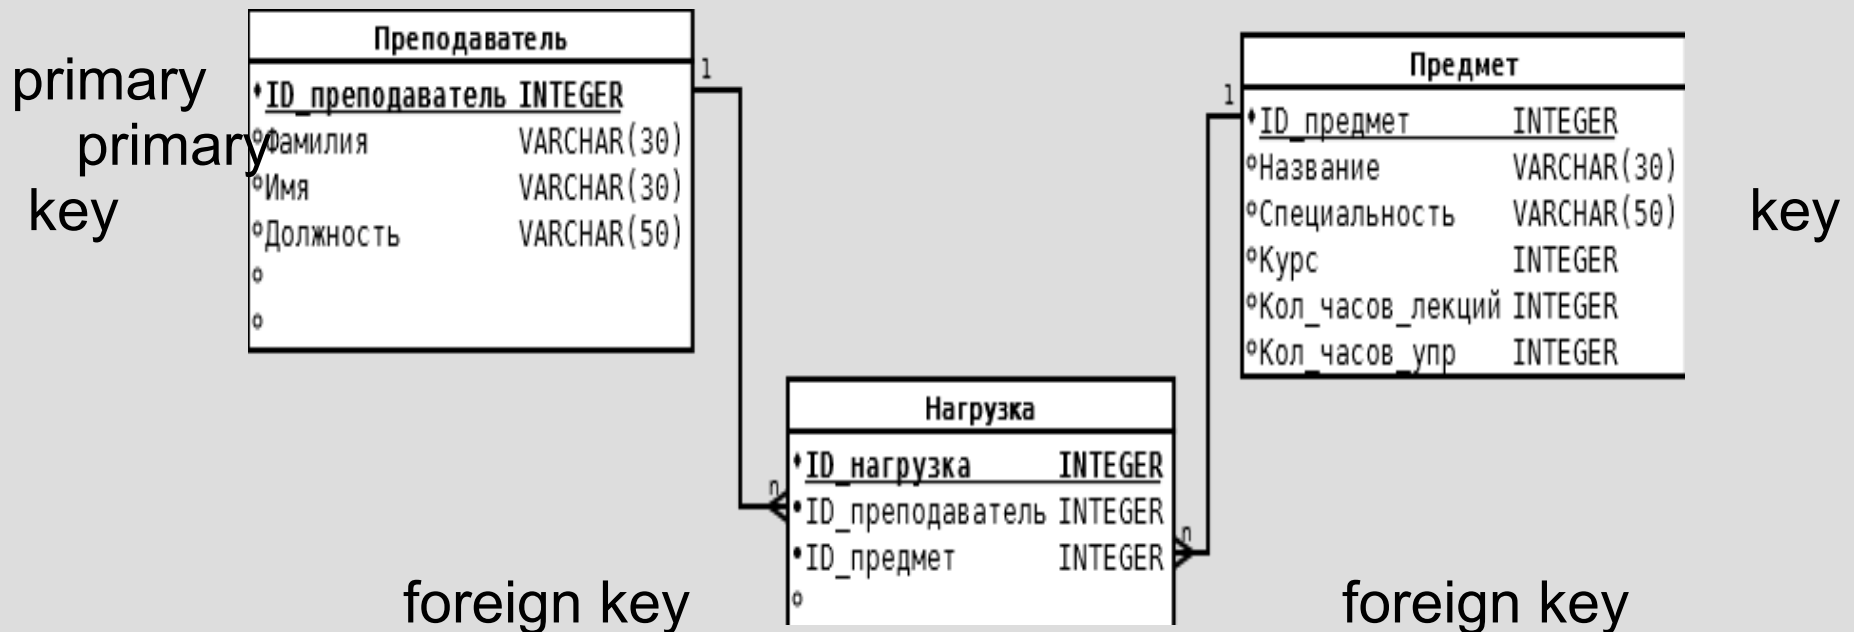 primary
primary
key
Преподаватель
ID_преподаватель INTEGER
Фамилия VARCHAR(30)
Имя VARCHAR(30)
Должность VARCHAR(50)
1
1
Предмет
ID_предмет INTEGER
Название VARCHAR(30)
Специальность VARCHAR(50)
Курс INTEGER
Кол_часов_лекций INTEGER
Кол_часов_упр INTEGER
key
Нагрузка
ID_нагрузка INTEGER
n
ID_преподаватель INTEGER
ID_предмет INTEGER
n
foreign key
foreign key